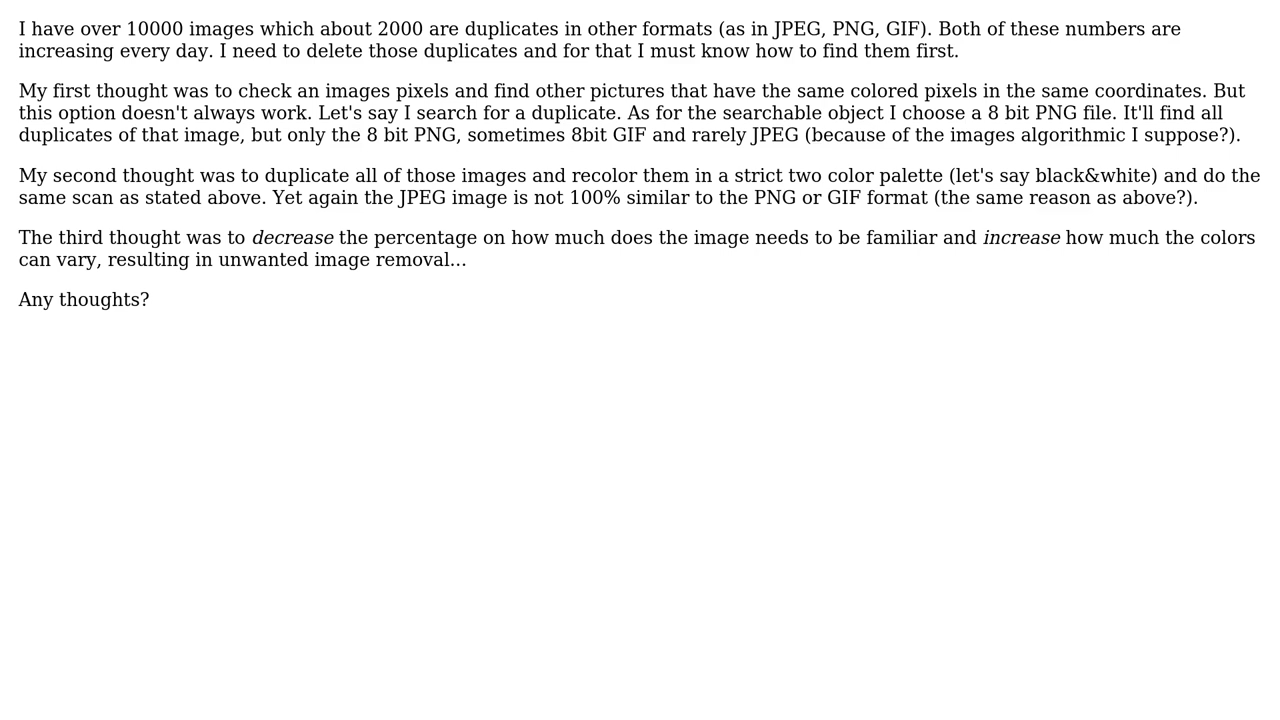 I have over 10000 images which about 2000 are duplicates in other formats (as in JPEG, PNG, GIF). Both of these numbers are
increasing every day. I need to delete those duplicates and for that I must know how to find them first.
My first thought was to check an images pixels and find other pictures that have the same colored pixels in the same coordinates. But
this option doesn't always work. Let's say I search for a duplicate. As for the searchable object I choose a 8 bit PNG file. It'll find all
duplicates of that image, but only the 8 bit PNG, sometimes 8bit GIF and rarely JPEG (because of the images algorithmic I suppose?).
My second thought was to duplicate all of those images and recolor them in a strict two color palette (let's say black&white) and do the
same scan as stated above. Yet again the JPEG image is not 100% similar to the PNG or GIF format (the same reason as above?).
The third thought was to decrease the percentage on how much does the image needs to be familiar and increase how much the colors
can vary, resulting in unwanted image removal...
Any thoughts?